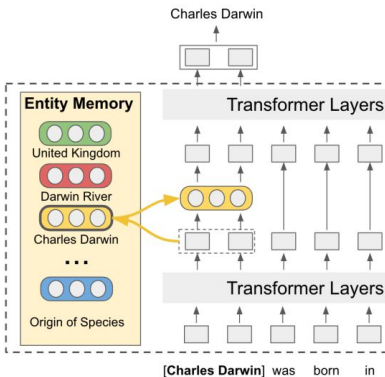 Charles Darwin
Entity Memory
Transformer Layers
United Kingdom
Darwin River
Charles Darwin
...
Origin of Species
Transformer Layers
[Charles Darwin] was born in